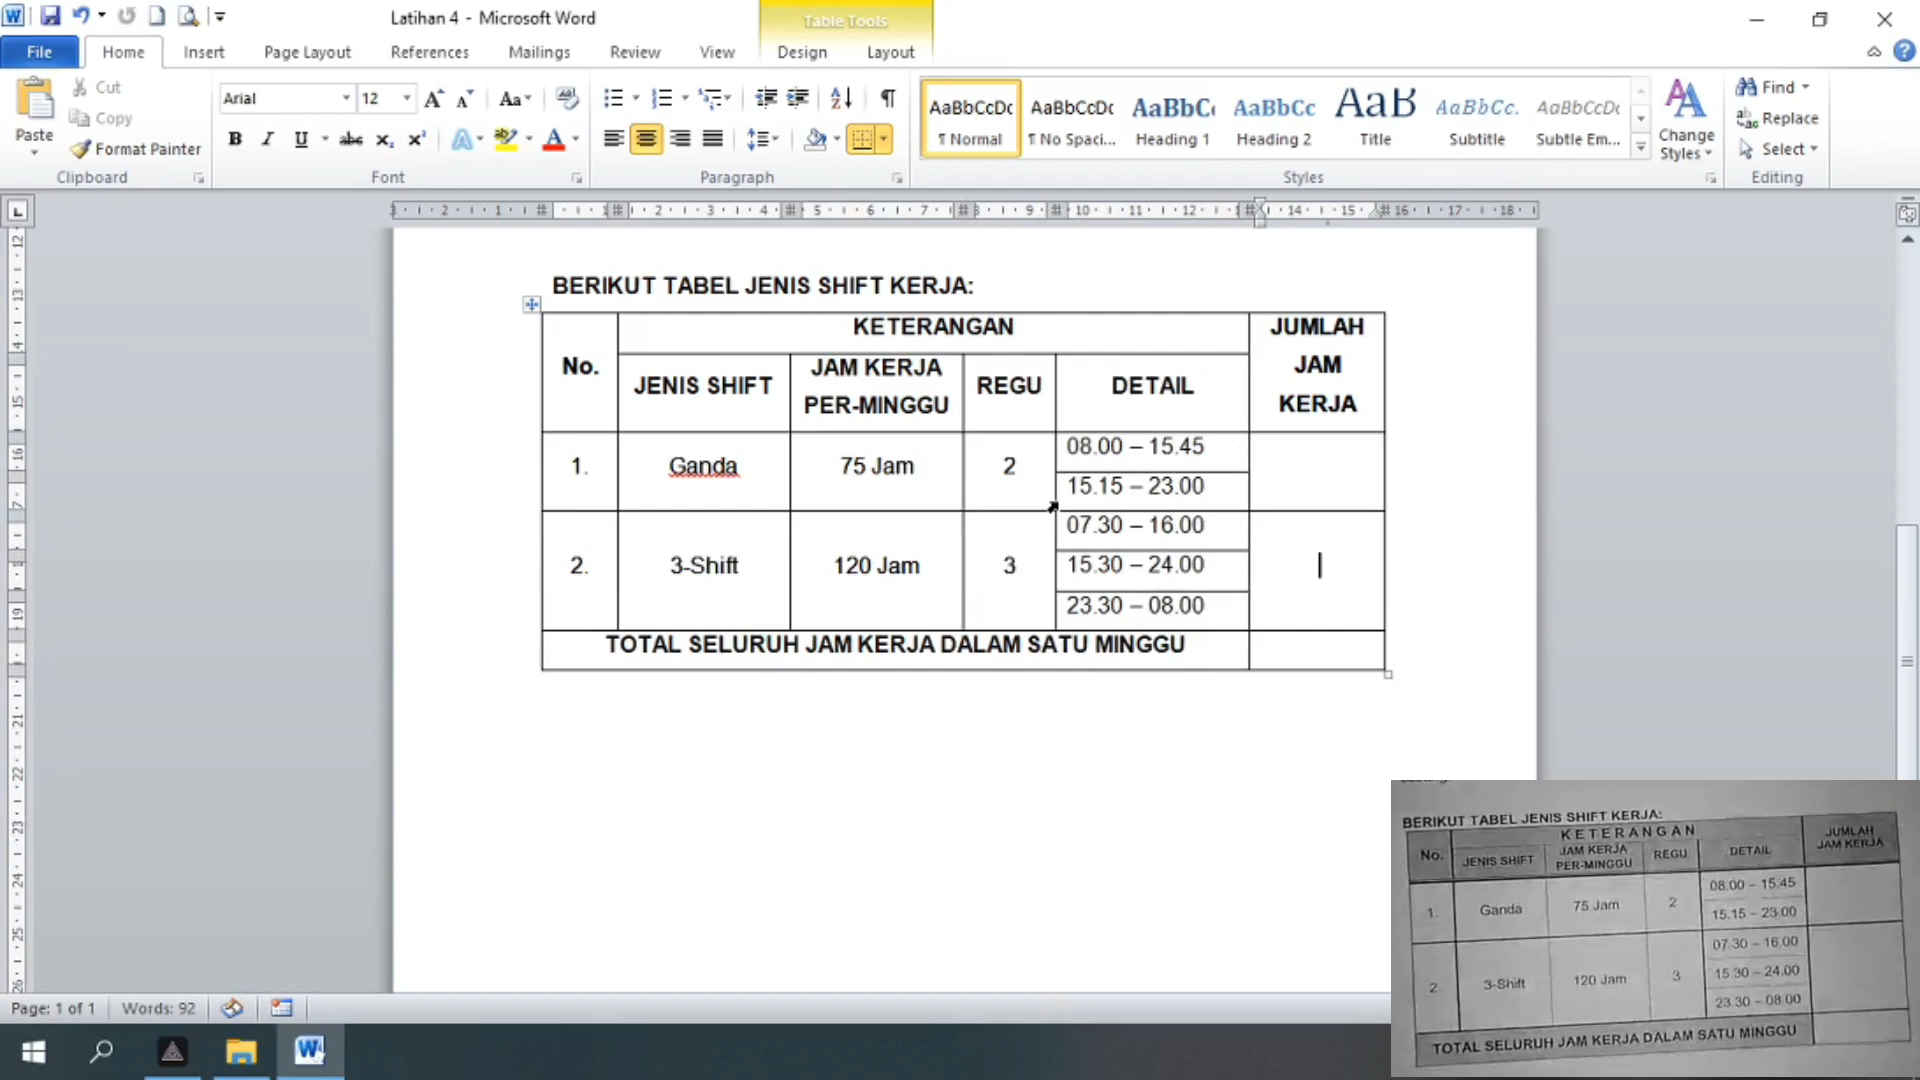 Latihan 4 - Microsoft Word
Table Tools
File
Home
Insert
Page Layout
References
Mailings
Review
View
Design
Layout
Paste
Cut
Copy
Format Painter
Clipboard
Arial
12
Font
Paragraph
AaBbCcDc
¶ Normal
AaBbCcDc
¶ No Spaci...
AaBbC
Heading 1
AaBbCc
Heading 2
AaB
Title
AaBbCc.
Subtitle
AaBbCcDc
Subtle Em...
Change
Styles
Styles
Find
Replace
Select
Editing
BERIKUT TABEL JENIS SHIFT KERJA:
No.
KETERANGAN
JUMLAH
JAM
KERJA
JENIS SHIFT
JAM KERJA
PER-MINGGU
REGU
DETAIL
1.
Ganda
75 Jam
2
08.00 – 15.45
15.15 – 23.00
2.
3-Shift
120 Jam
3
07.30 – 16.00
15.30 – 24.00
23.30 – 08.00
TOTAL SELURUH JAM KERJA DALAM SATU MINGGU
BERIKUT TABEL JENIS SHIFT KERJA:
No.
K E T E R A N G A N
JUMLAH
JAM KERJA
JENIS SHIFT
JAM KERJA
PER-MINGGU
REGU
DETAIL
1.
Ganda
75 Jam
2
08.00 – 15.45
15.15 – 23.00
2
3-Shift
120 Jam
3
07.30 – 16.00
15.30 – 24.00
23.30 – 08.00
TOTAL SELURUH JAM KERJA DALAM SATU MINGGU
Page: 1 of 1
Words: 92